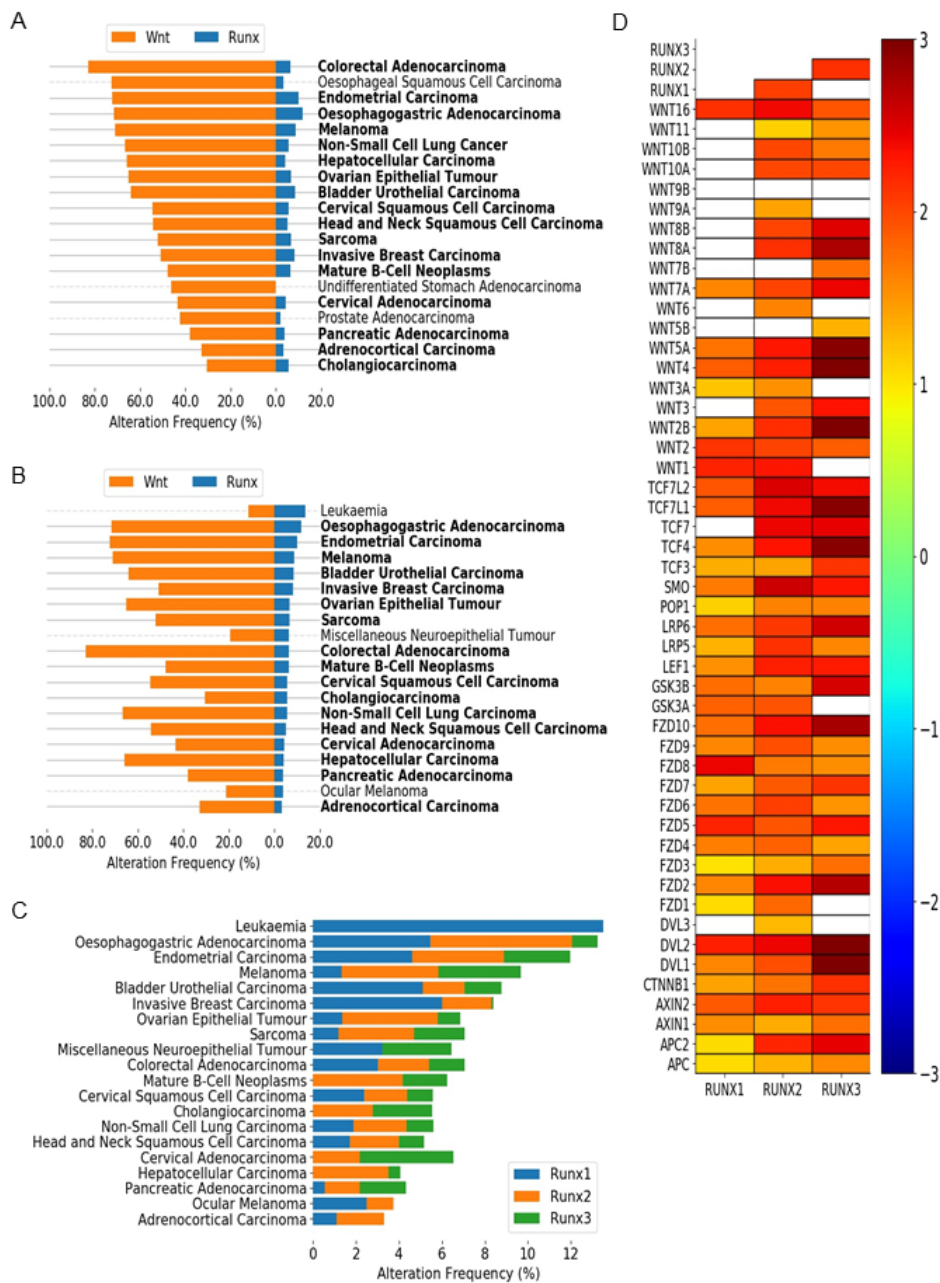 A
Wnt
Runx
Colorectal Adenocarcinoma
Oesophageal Squamous Cell Carcinoma
Endometrial Carcinoma
Oesophagogastric Adenocarcinoma
Melanoma
Non-Small Cell Lung Cancer
Hepatocellular Carcinoma
Ovarian Epithelial Tumour
Bladder Urothelial Carcinoma
Cervical Squamous Cell Carcinoma
Head and Neck Squamous Cell Carcinoma
Sarcoma
Invasive Breast Carcinoma
Mature B-Cell Neoplasms
Undifferentiated Stomach Adenocarcinoma
Cervical Adenocarcinoma
Prostate Adenocarcinoma
Pancreatic Adenocarcinoma
Adrenocortical Carcinoma
Cholangiocarcinoma
100.0 80.0 60.0 40.0 20.0 0.0 20.0
Alteration Frequency (%)
B
Wnt
Runx
Leukaemia
Oesophagogastric Adenocarcinoma
Endometrial Carcinoma
Melanoma
Bladder Urothelial Carcinoma
Invasive Breast Carcinoma
Ovarian Epithelial Tumour
Sarcoma
Miscellaneous Neuroepithelial Tumour
Colorectal Adenocarcinoma
Mature B-Cell Neoplasms
Cervical Squamous Cell Carcinoma
Cholangiocarcinoma
Non-Small Cell Lung Carcinoma
Head and Neck Squamous Cell Carcinoma
Cervical Adenocarcinoma
Hepatocellular Carcinoma
Pancreatic Adenocarcinoma
Ocular Melanoma
Adrenocortical Carcinoma
100.0 80.0 60.0 40.0 20.0 0.0 20.0
Alteration Frequency (%)
C
Leukaemia
Oesophagogastric Adenocarcinoma
Endometrial Carcinoma
Melanoma
Bladder Urothelial Carcinoma
Invasive Breast Carcinoma
Ovarian Epithelial Tumour
Sarcoma
Miscellaneous Neuroepithelial Tumour
Colorectal Adenocarcinoma
Mature B-Cell Neoplasms
Cervical Squamous Cell Carcinoma
Cholangiocarcinoma
Non-Small Cell Lung Carcinoma
Head and Neck Squamous Cell Carcinoma
Cervical Adenocarcinoma
Hepatocellular Carcinoma
Pancreatic Adenocarcinoma
Ocular Melanoma
Adrenocortical Carcinoma
Runx1
Runx2
Runx3
0 2 4 6 8 10 12
Alteration Frequency (%)
D
RUNX3
RUNX2
RUNX1
WNT16
WNT11
WNT10B
WNT10A
WNT9B
WNT9A
WNT8B
WNT8A
WNT7B
WNT7A
WNT6
WNT5B
WNT5A
WNT4
WNT3A
WNT3
WNT2B
WNT2
WNT1
TCF7L2
TCF7L1
TCF7
TCF4
TCF3
SMO
POP1
LRP6
LRP5
LEF1
GSK3B
GSK3A
FZD10
FZD9
FZD8
FZD7
FZD6
FZD5
FZD4
FZD3
FZD2
FZD1
DVL3
DVL2
DVL1
CTNNB1
AXIN2
AXIN1
APC2
APC
RUNX1 RUNX2 RUNX3
3
2
1
0
−1
−2
−3